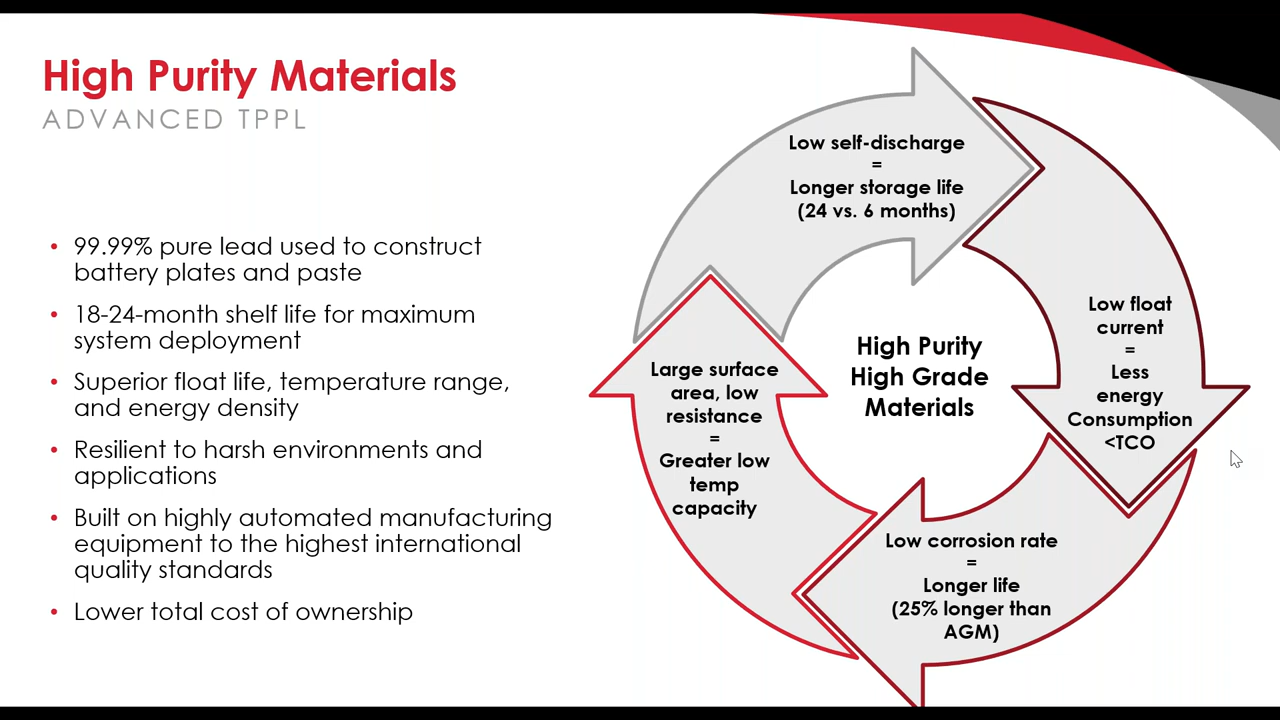 High Purity Materials
ADVANCED TPPL
• 99.99% pure lead used to construct
battery plates and paste
• 18-24-month shelf life for maximum
system deployment
• Superior float life, temperature range,
and energy density
• Resilient to harsh environments and
applications
• Built on highly automated manufacturing
equipment to the highest international
quality standards
• Lower total cost of ownership
Low self-discharge
=
Longer storage life
(24 vs. 6 months)
Low float
current
=
Less
energy
Consumption
<TCO
Low corrosion rate
=
Longer life
(25% longer than
AGM)
Large surface
area, low
resistance
=
Greater low
temp
capacity
High Purity
High Grade
Materials